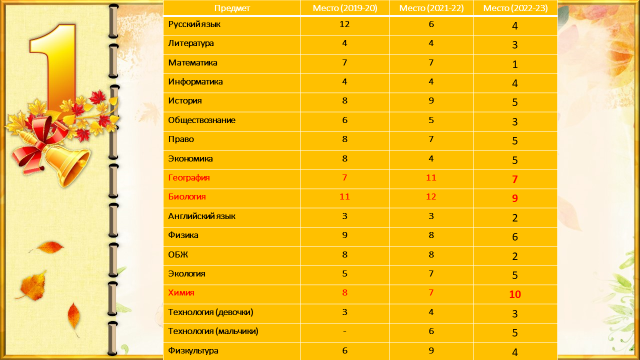 1
Предмет Место (2019-20) Место (2021-22) Место (2022-23)
Русский язык 12 6 4
Литература 4 4 3
Математика 7 7 1
Информатика 4 4 4
История 8 9 5
Обществознание 6 5 3
Право 8 7 5
Экономика 8 4 5
География 7 11 7
Биология 11 12 9
Английский язык 3 3 2
Физика 9 8 6
ОБЖ 8 8 2
Экология 5 7 5
Химия 8 7 10
Технология (девочки) 3 4 3
Технология (мальчики) - 6 5
Физкультура 6 9 4